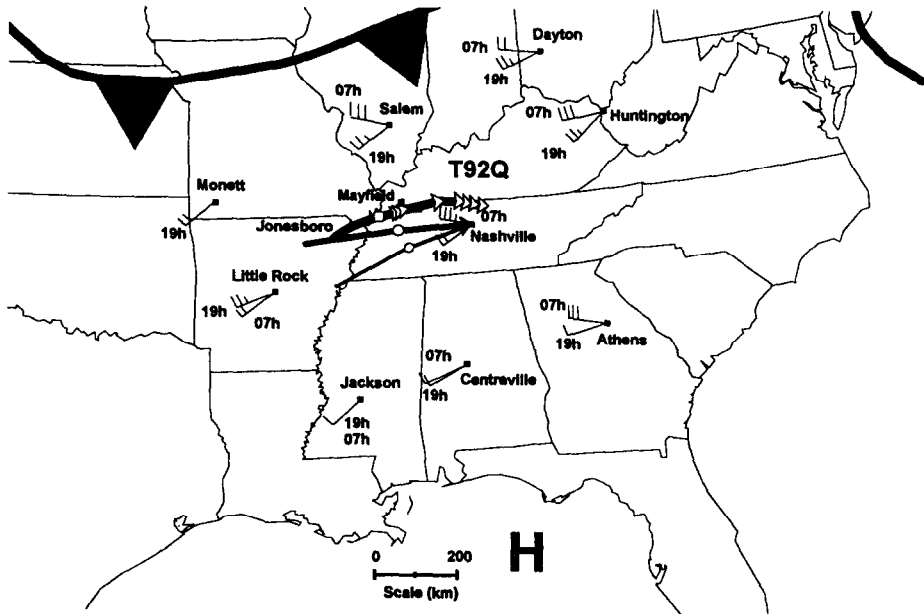 Dayton
07h
19h
07h
Salem
19h
07h
Huntington
19h
T92Q
Monett
19h
Mayfield
Jonesboro
07h
Nashville
19h
Little Rock
19h
07h
07h
19h
Athens
07h
Centreville
19h
Jackson
19h
07h
H
0 200
Scale (km)